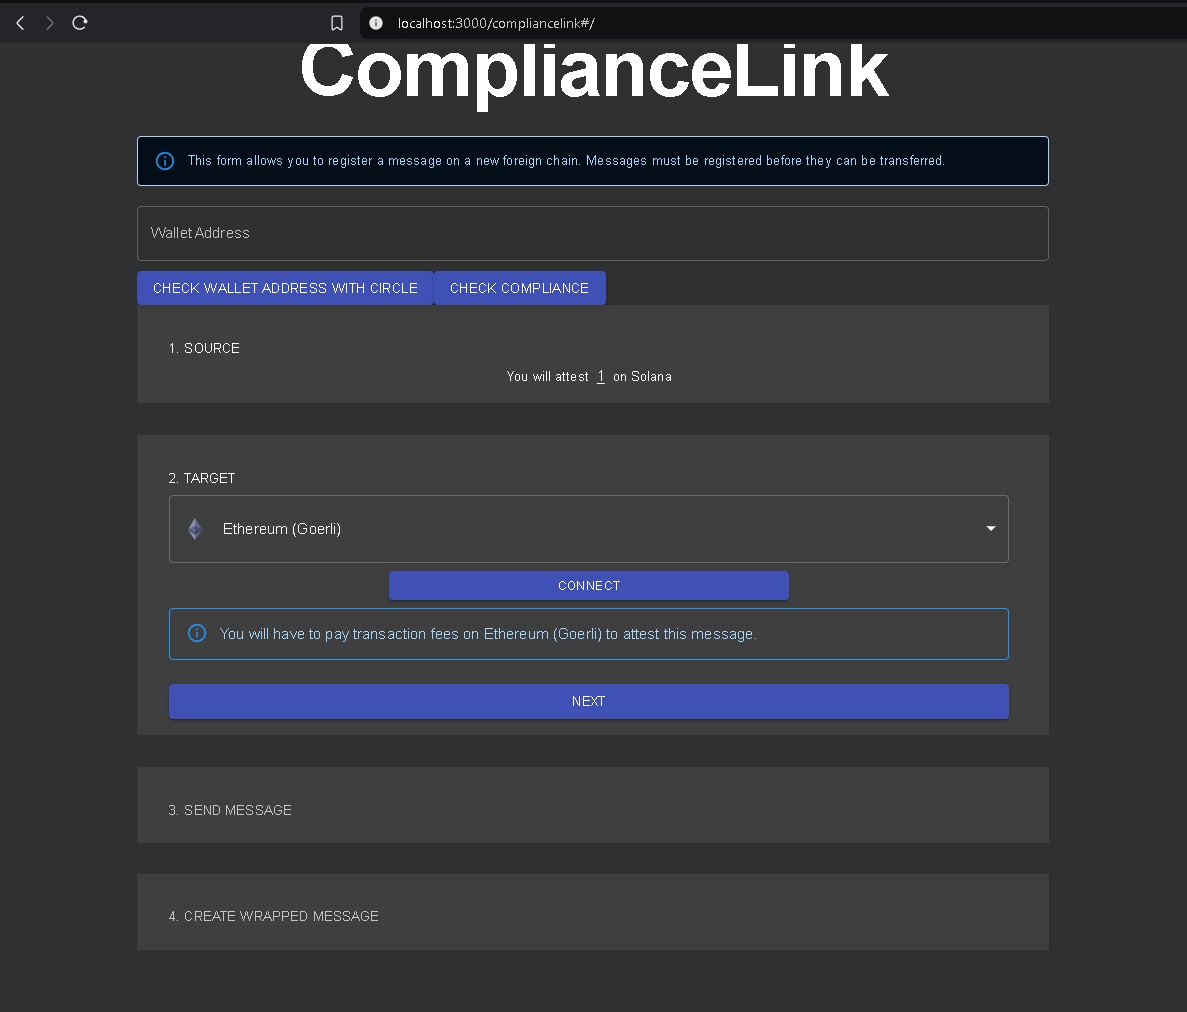 localhost:3000/compliancelink#/
ComplianceLink
This form allows you to register a message on a new foreign chain. Messages must be registered before they can be transferred.
Wallet Address
CHECK WALLET ADDRESS WITH CIRCLE CHECK COMPLIANCE
1. SOURCE
You will attest 1 on Solana
2. TARGET
Ethereum (Goerli)
CONNECT
You will have to pay transaction fees on Ethereum (Goerli) to attest this message.
NEXT
3. SEND MESSAGE
4. CREATE WRAPPED MESSAGE